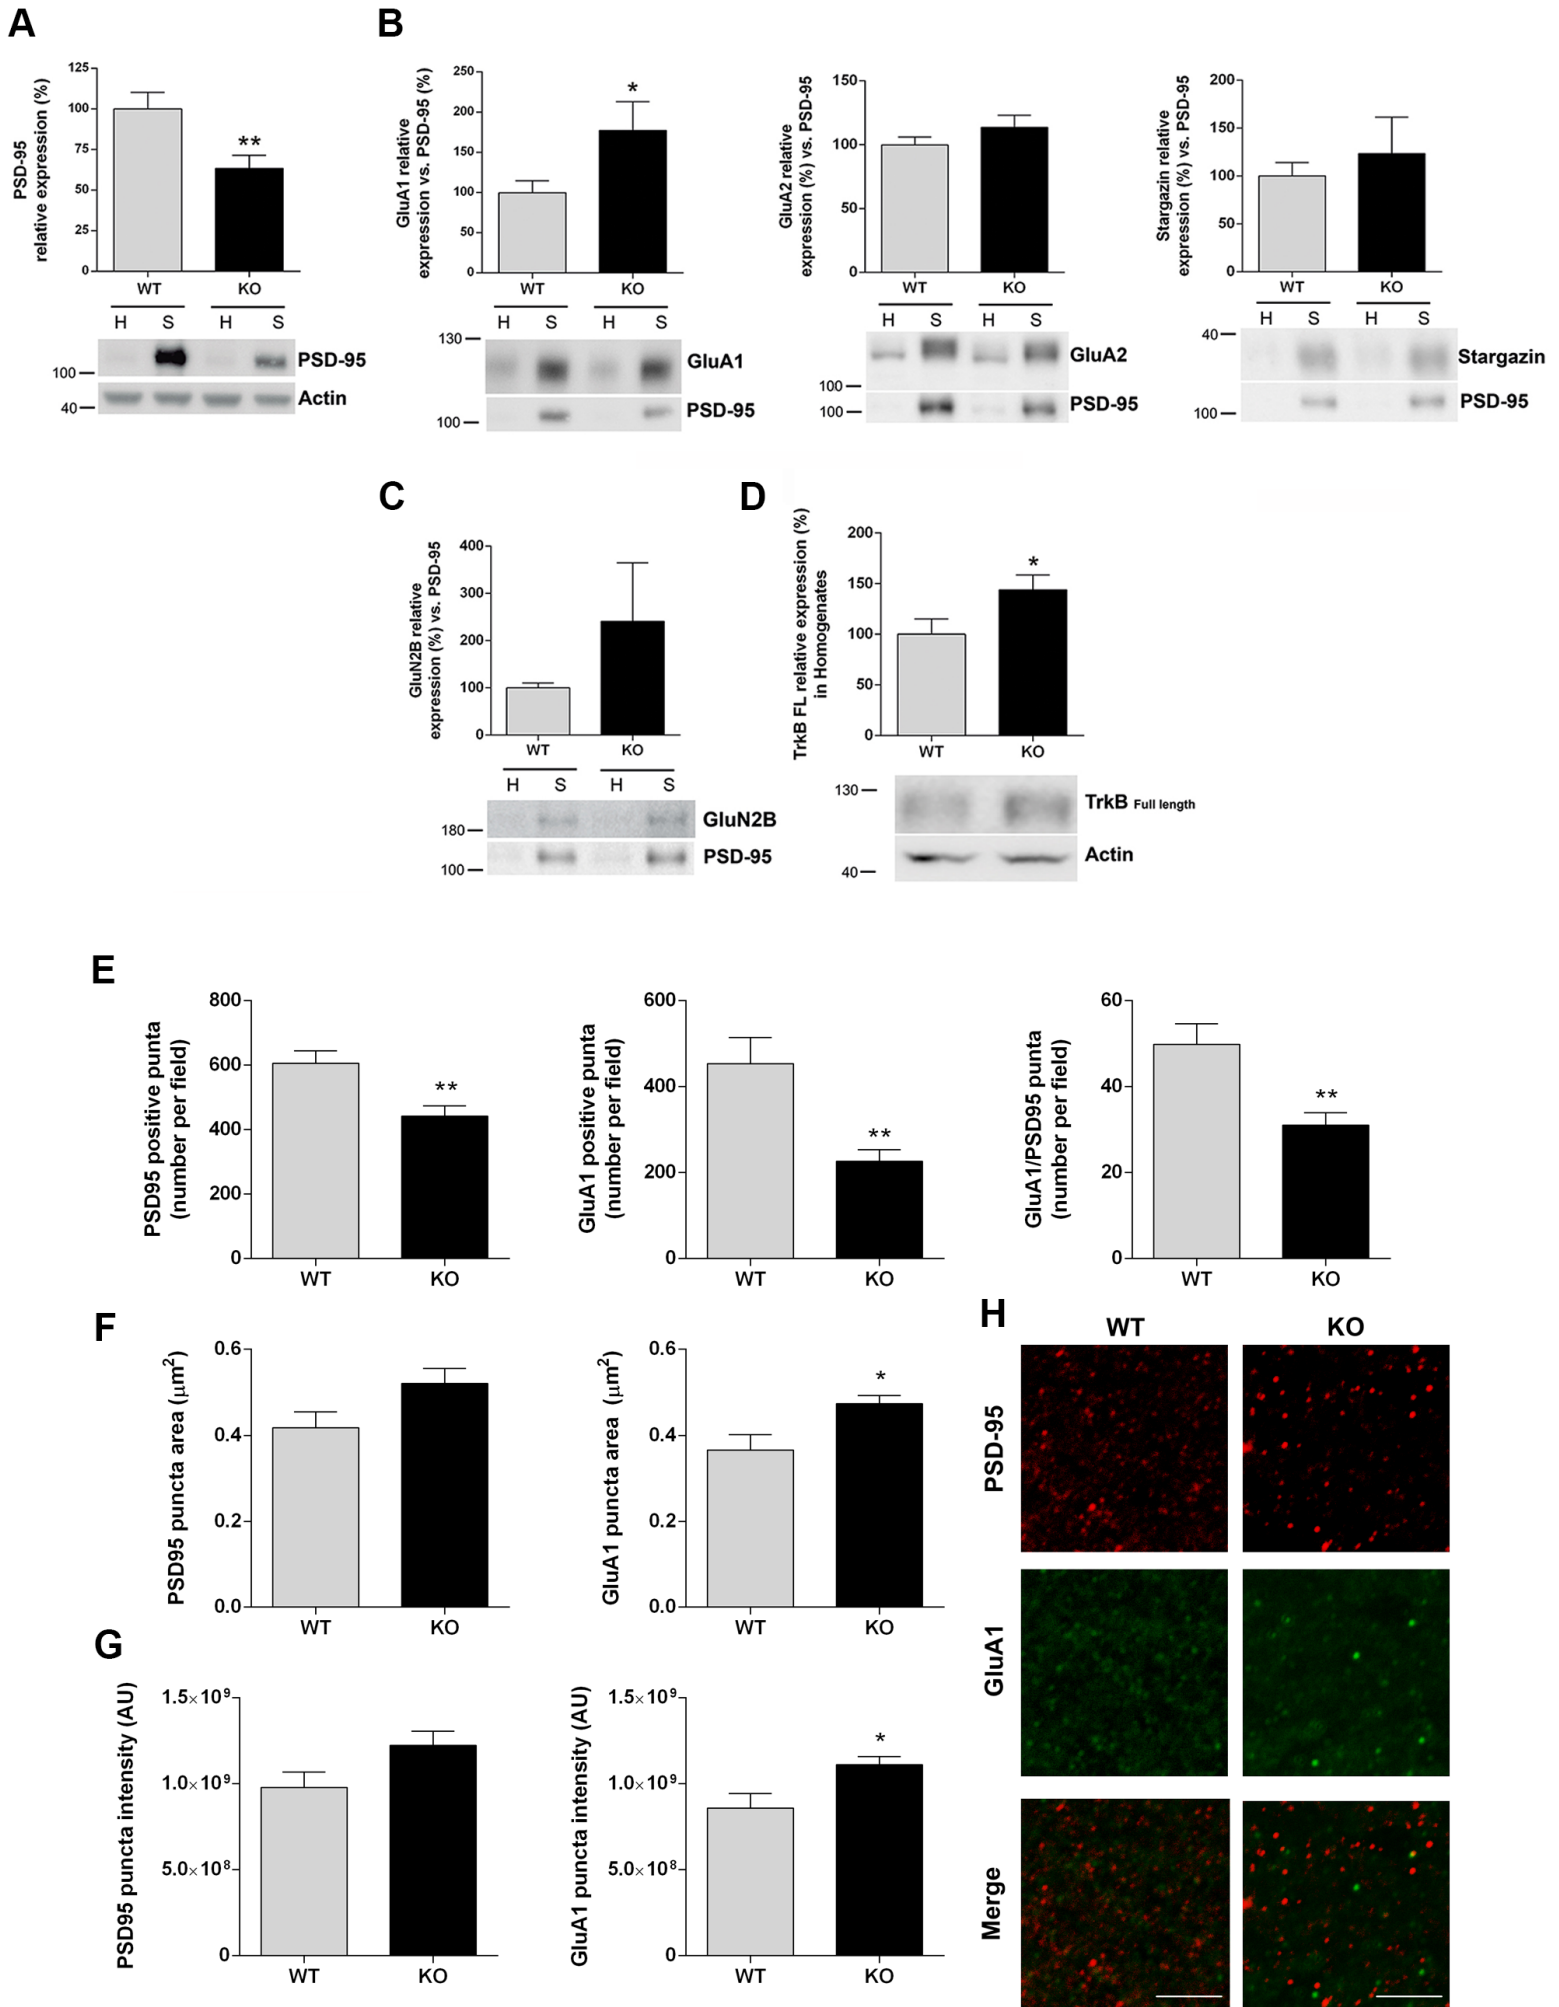 A
PSD-95
relative expression (%)
125
100
75
50
25
0
**
WT
KO
H
S
H
S
PSD-95
100
Actin
40
B
GluA1 relative
expression vs. PSD-95 (%)
250
200
150
100
50
0
*
WT
KO
H
S
H
S
130
GluA1
PSD-95
100
GluA2 relative
expression (%) vs. PSD-95
150
100
50
0
WT
KO
H
S
H
S
GluA2
100
100
PSD-95
Stargazin relative
expression (%) vs. PSD-95
200
150
100
50
0
WT
KO
H
S
H
S
40
Stargazin
PSD-95
100
C
GluN2B relative
expression (%) vs. PSD-95
400
300
200
100
0
WT
KO
H
S
H
S
GluN2B
180
PSD-95
100
D
TrkB FL relative expression (%)
in Homogenates
200
150
100
50
0
*
WT
KO
130
TrkB Full length
Actin
40
E
PSD95 positive punta
(number per field)
800
600
400
200
0
**
WT
KO
GluA1 positive punta
(number per field)
600
400
200
0
**
WT
KO
GluA1/PSD95 punta
(number per field)
60
40
20
0
**
WT
KO
F
PSD95 puncta area (μm²)
0.6
0.4
0.2
0.0
WT
KO
GluA1 puncta area (μm²)
0.6
0.4
0.2
0.0
*
WT
KO
G
PSD95 puncta intensity (AU)
1.5×10⁹
1.0×10⁹
5.0×10⁸
0
WT
KO
GluA1 puncta intensity (AU)
1.5×10⁹
1.0×10⁹
5.0×10⁸
0
*
WT
KO
H
WT
KO
PSD-95
GluA1
Merge